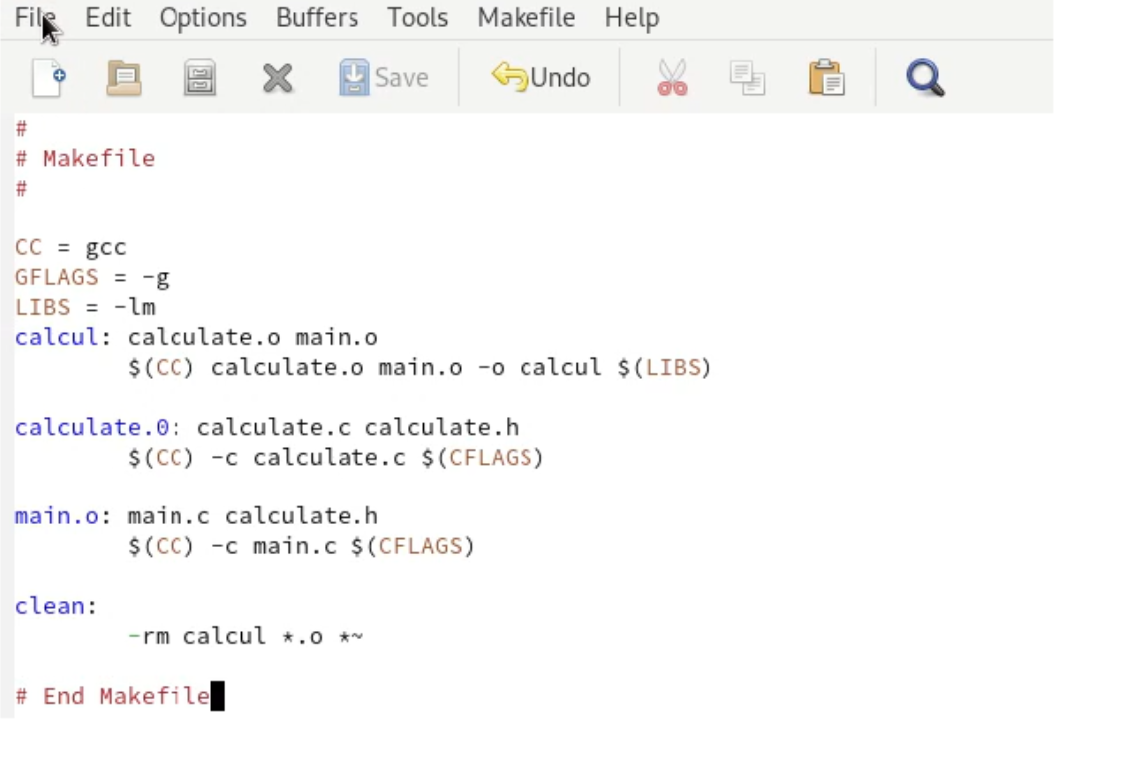 File Edit Options Buffers Tools Makefile Help
Save Undo
#
# Makefile
#
CC = gcc
GFLAGS = -g
LIBS = -lm
calcul: calculate.o main.o
$(CC) calculate.o main.o -o calcul $(LIBS)
calculate.0: calculate.c calculate.h
$(CC) -c calculate.c $(CFLAGS)
main.o: main.c calculate.h
$(CC) -c main.c $(CFLAGS)
clean:
-rm calcul *.o *~
# End Makefile